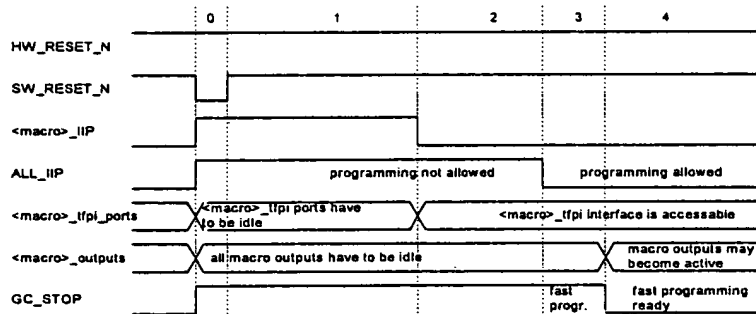 0 1 2 3 4
HW_RESET_N
SW_RESET_N
<macro>_IIP
ALL_IIP programming not allowed programming allowed
<macro>_tfpi_ports <macro>_tfpi ports have
to be idle <macro>_tfpi interface is accessable
<macro>_outputs all macro outputs have to be idle macro outputs may
become active
GC_STOP fast
progr. fast programming
ready